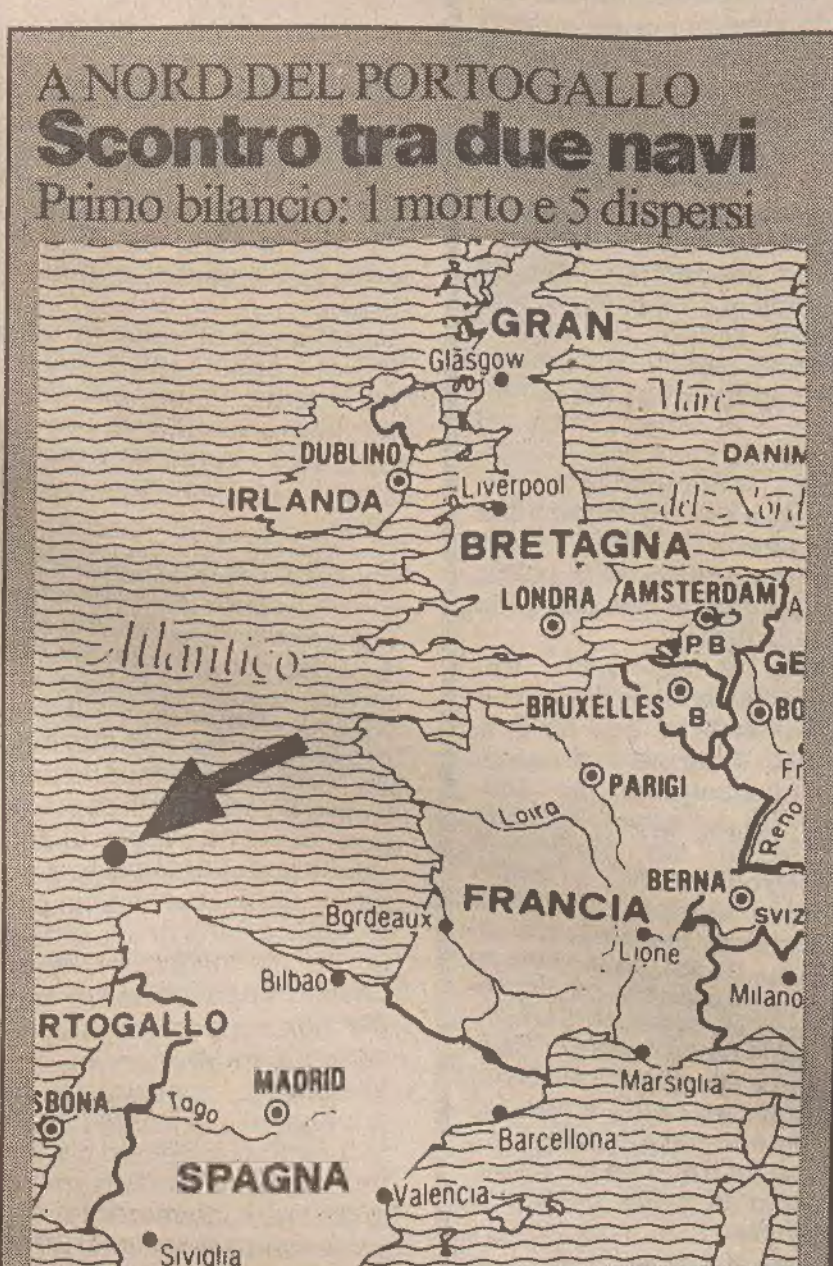 A NORD DEL PORTOGALLO
Scontro tra due navi
Primo bilancio: 1 morto e 5 dispersi
GRAN
Glasgow
Mare
DUBLINO
DANIM
IRLANDA
Liverpool
del Nord
BRETAGNA
LONDRA
AMSTERDAM
A
Atlantico
P B
GE
BRUXELLES
B.
BO
PARIGI
Fr
Loira
Reno
BERNA
FRANCIA
SVIZ
Bordeaux
Lione
Bilbao
Milano
RTOGALLO
MADRID
Marsiglia
SBONA
Tago
Barcellona
SPAGNA
Valencia
Siviglia